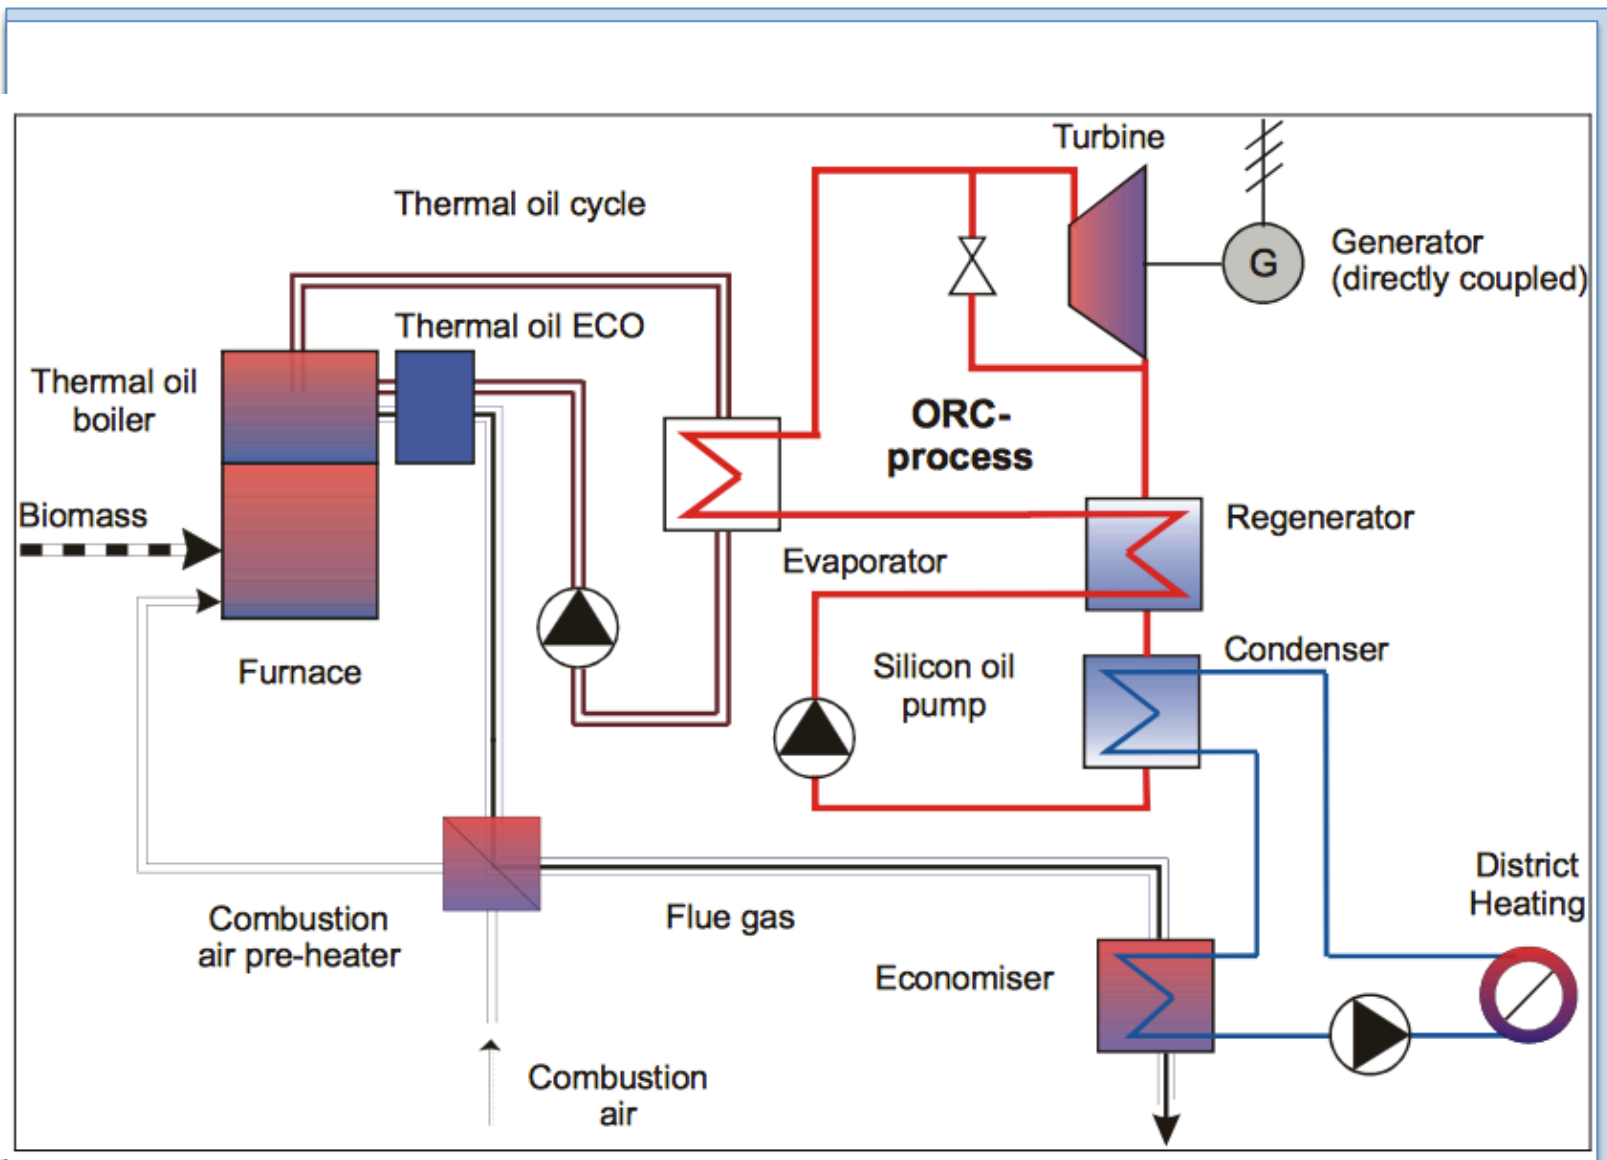 Turbine
Thermal oil cycle
Generator
(directly coupled)
G
Thermal oil ECO
Thermal oil
boiler
ORC-
process
Biomass
Regenerator
Evaporator
Furnace
Silicon oil
pump
Condenser
District
Heating
Combustion
air pre-heater
Flue gas
Economiser
Combustion
air